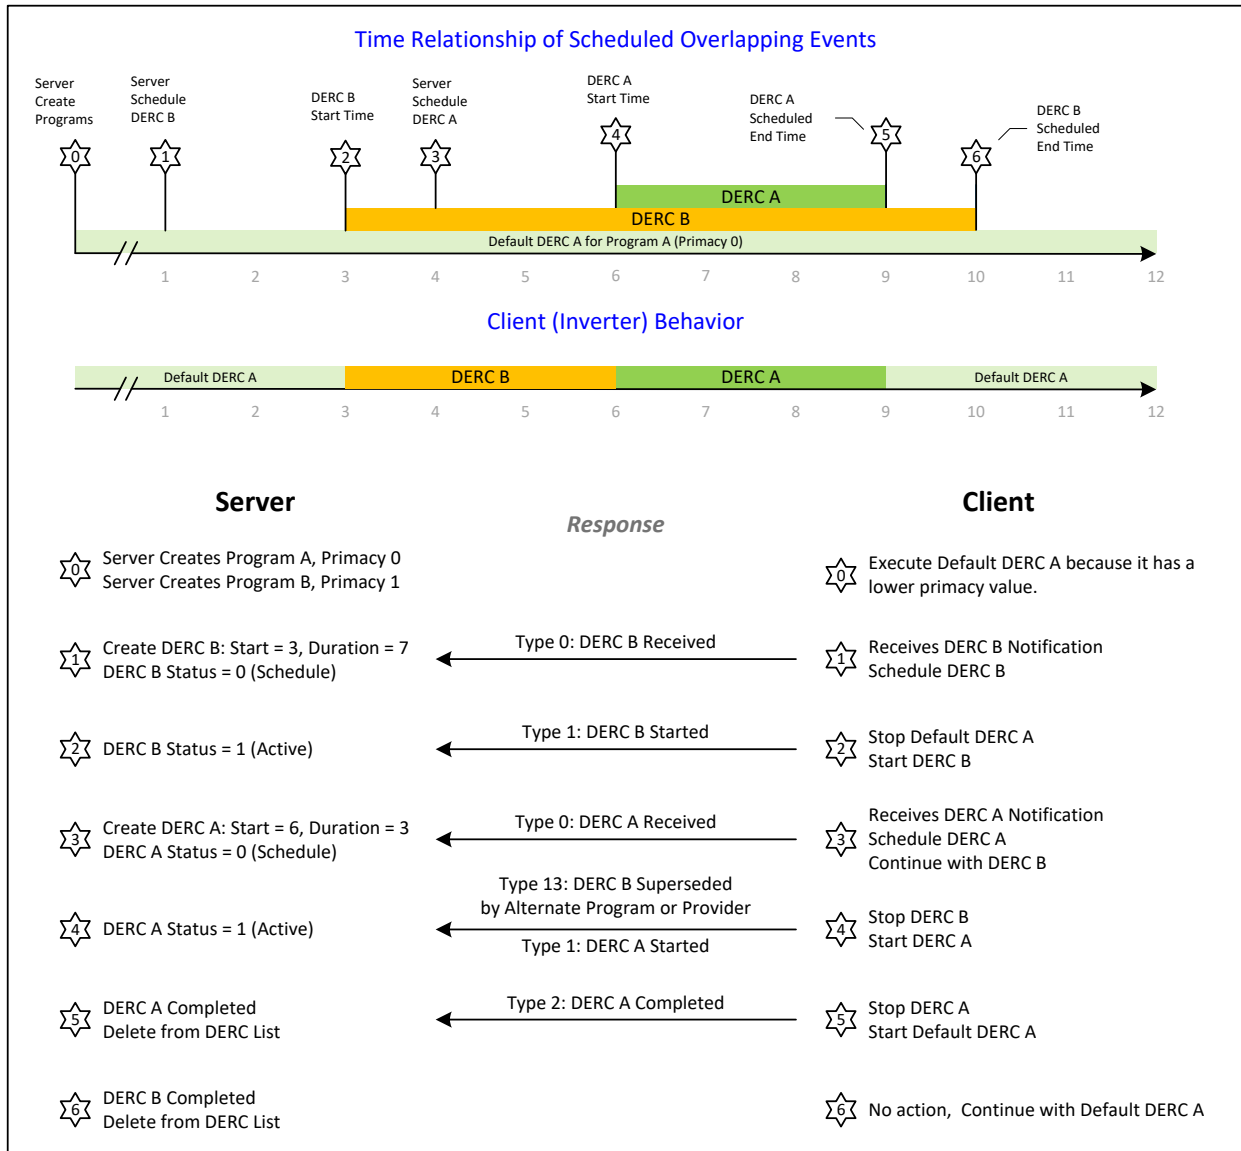 Time Relationship of Scheduled Overlapping Events
Server
Create
Programs
Server
Schedule
DERC B
DERC B
Start Time
Server
Schedule
DERC A
DERC A
Start Time
DERC A
Scheduled
End Time
DERC B
Scheduled
End Time
0
1
2
3
4
5
6
DERC A
DERC B
Default DERC A for Program A (Primacy 0)
1 2 3 4 5 6 7 8 9 10 11 12
Client (Inverter) Behavior
Default DERC A
DERC B
DERC A
Default DERC A
1 2 3 4 5 6 7 8 9 10 11 12
Server
Response
Client
0
Server Creates Program A, Primacy 0
Server Creates Program B, Primacy 1
0
Execute Default DERC A because it has a
lower primacy value.
1
Create DERC B: Start = 3, Duration = 7
DERC B Status = 0 (Schedule)
Type 0: DERC B Received
1
Receives DERC B Notification
Schedule DERC B
2
DERC B Status = 1 (Active)
Type 1: DERC B Started
2
Stop Default DERC A
Start DERC B
3
Create DERC A: Start = 6, Duration = 3
DERC A Status = 0 (Schedule)
Type 0: DERC A Received
3
Receives DERC A Notification
Schedule DERC A
Continue with DERC B
4
DERC A Status = 1 (Active)
Type 13: DERC B Superseded
by Alternate Program or Provider
Type 1: DERC A Started
4
Stop DERC B
Start DERC A
5
DERC A Completed
Delete from DERC List
Type 2: DERC A Completed
5
Stop DERC A
Start Default DERC A
6
DERC B Completed
Delete from DERC List
6
No action, Continue with Default DERC A